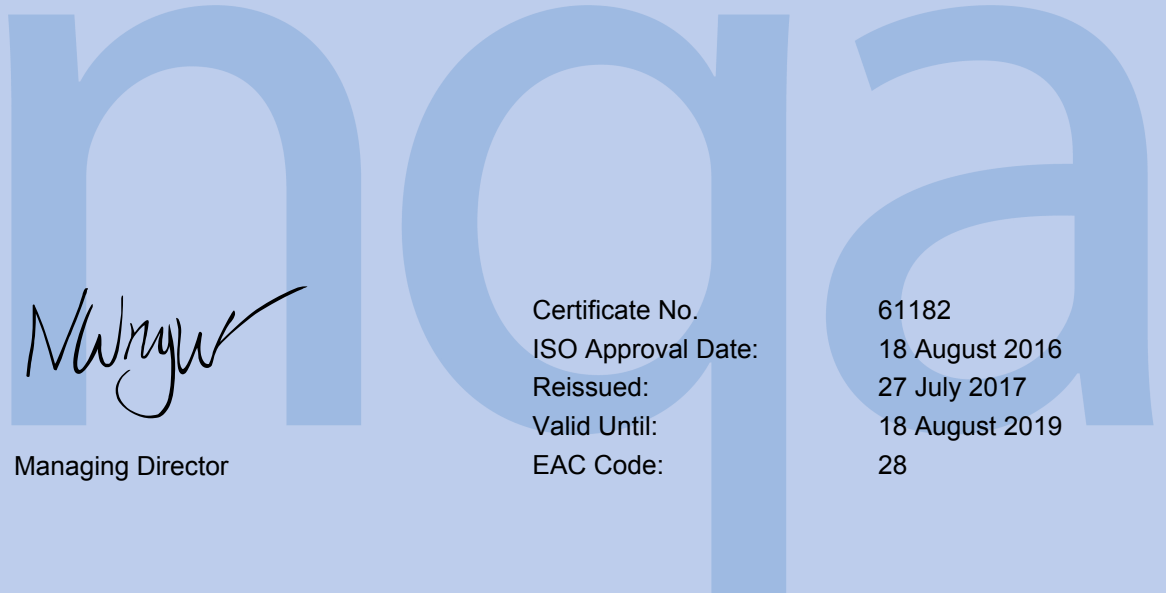 nqa
Certificate No. 61182
ISO Approval Date: 18 August 2016
Reissued: 27 July 2017
Valid Until: 18 August 2019
Managing Director EAC Code: 28